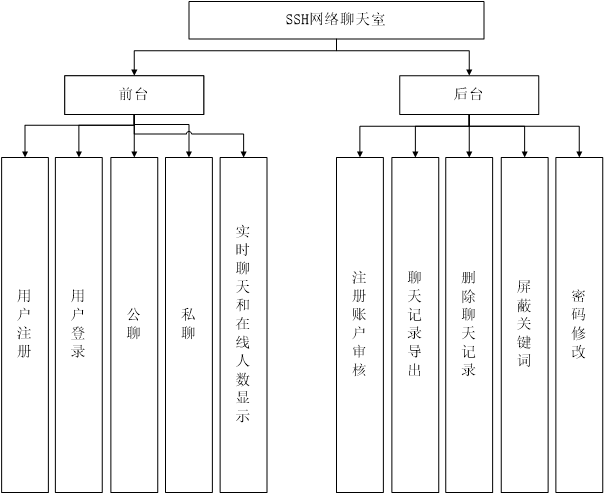 SSH网络聊天室
前台
后台
用户注册
用户登录
公聊
私聊
实时聊天和在线人数显示
注册账户审核
聊天记录导出
删除聊天记录
屏蔽关键词
密码修改